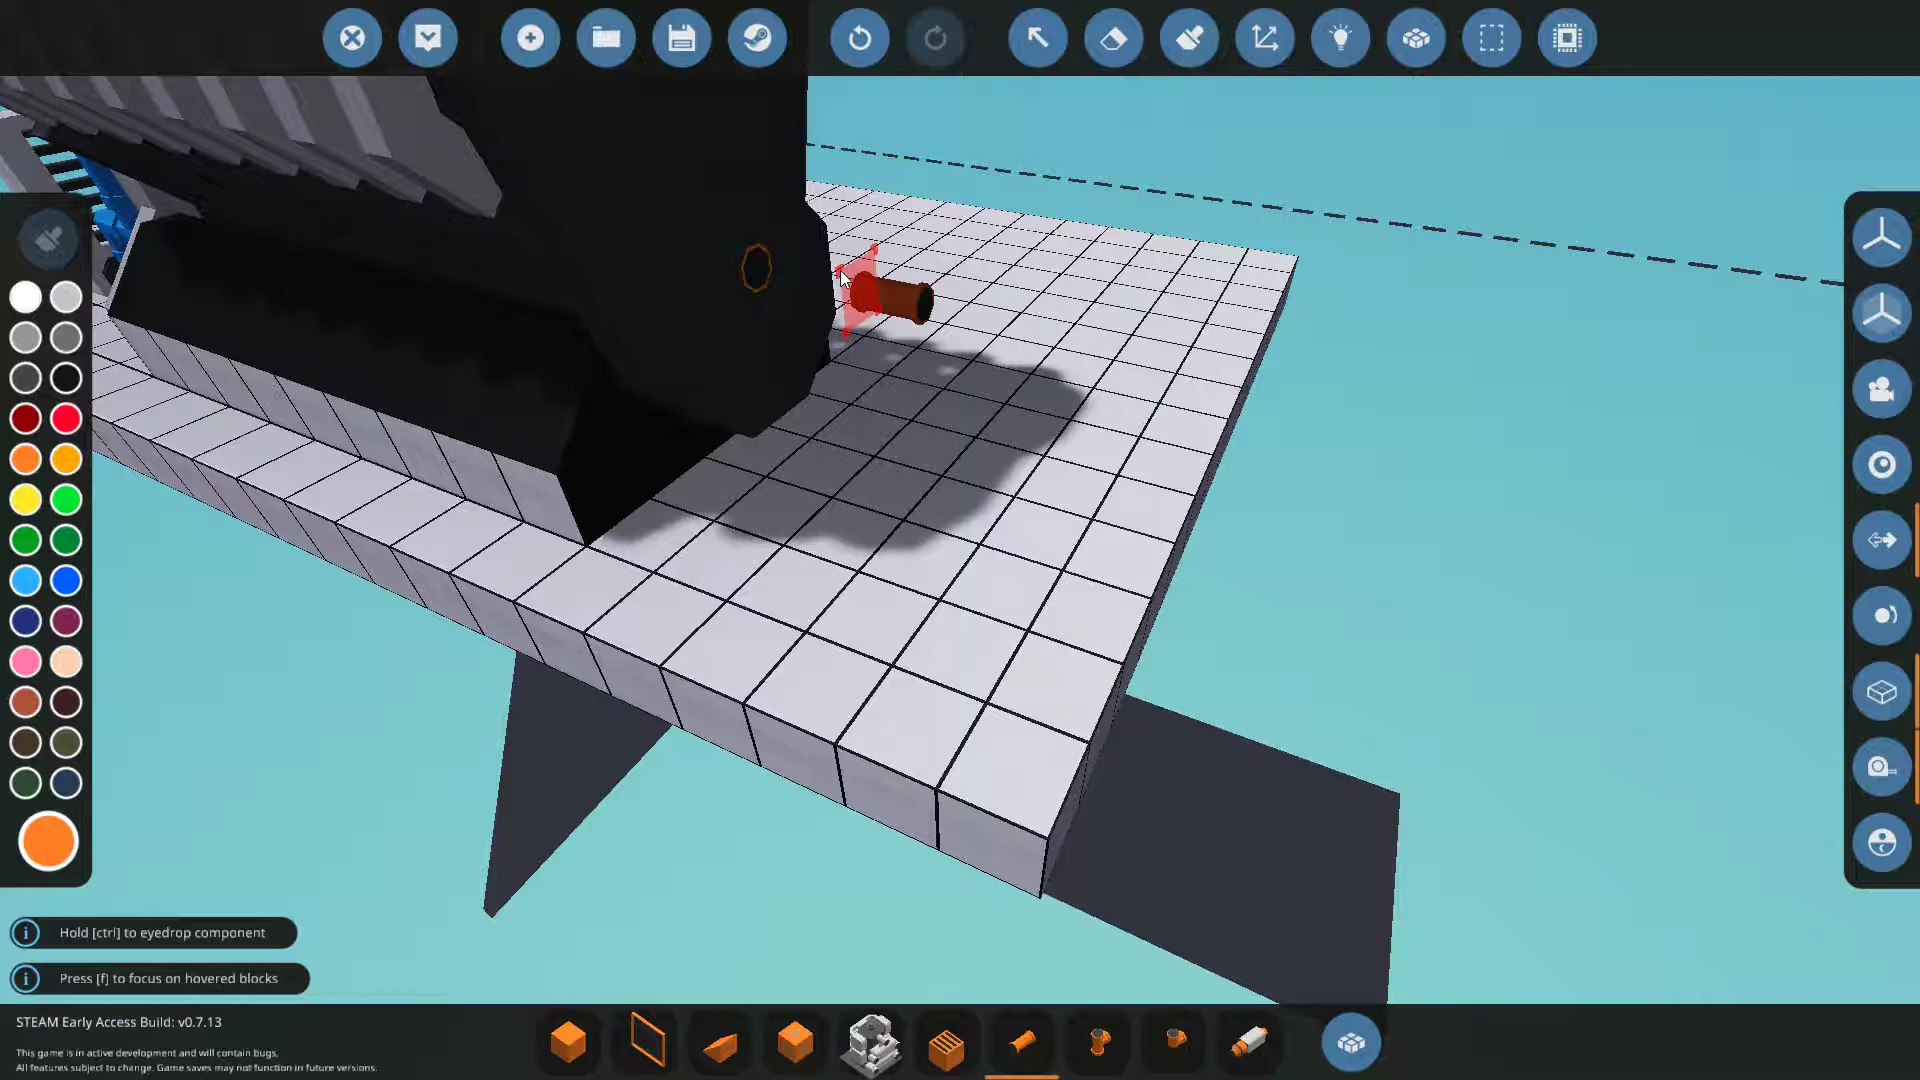 Hold [ctrl] to eyedrop component
Press [f] to focus on hovered blocks
STEAM Early Access Build: v0.7.13
This game is in active development and will contain bugs.
All features subject to change. Game saves may not function in future versions.